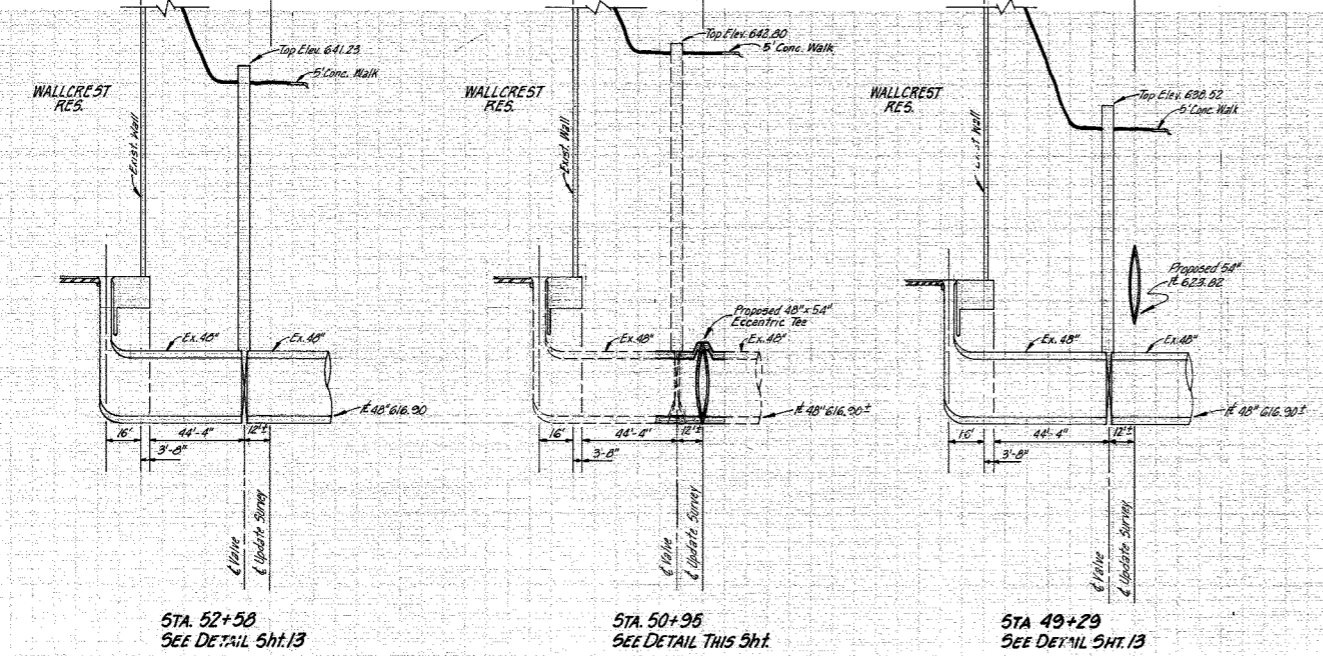 Top Elev. 641.23
5' Conc. Walk
WALLCREST
RES.
Exist. Wall
Ex. 48"
Ex. 48"
48" 616.90
16'
44'-4"
12'±
3'-8"
℄ Valve
℄ Update Survey
STA. 52+58
SEE DETAIL Sht. 13
Top Elev. 642.80
5' Conc. Walk
WALLCREST
RES.
Exist. Wall
Proposed 48" x 54"
Eccentric Tee
Ex. 48"
Ex. 48"
48" 616.90±
16'
44'-4"
12'±
3'-8"
℄ Valve
℄ Update Survey
STA. 50+95
SEE DETAIL THIS Sht.
Top Elev. 638.52
5' Conc. Walk
WALLCREST
RES.
Exist Wall
Proposed 54"
623.82
Ex. 48"
Ex. 48"
48" 616.90±
16'
44'-4"
12'±
3'-8"
℄ Valve
℄ Update Survey
STA 49+29
SEE DETAIL SHT. 13